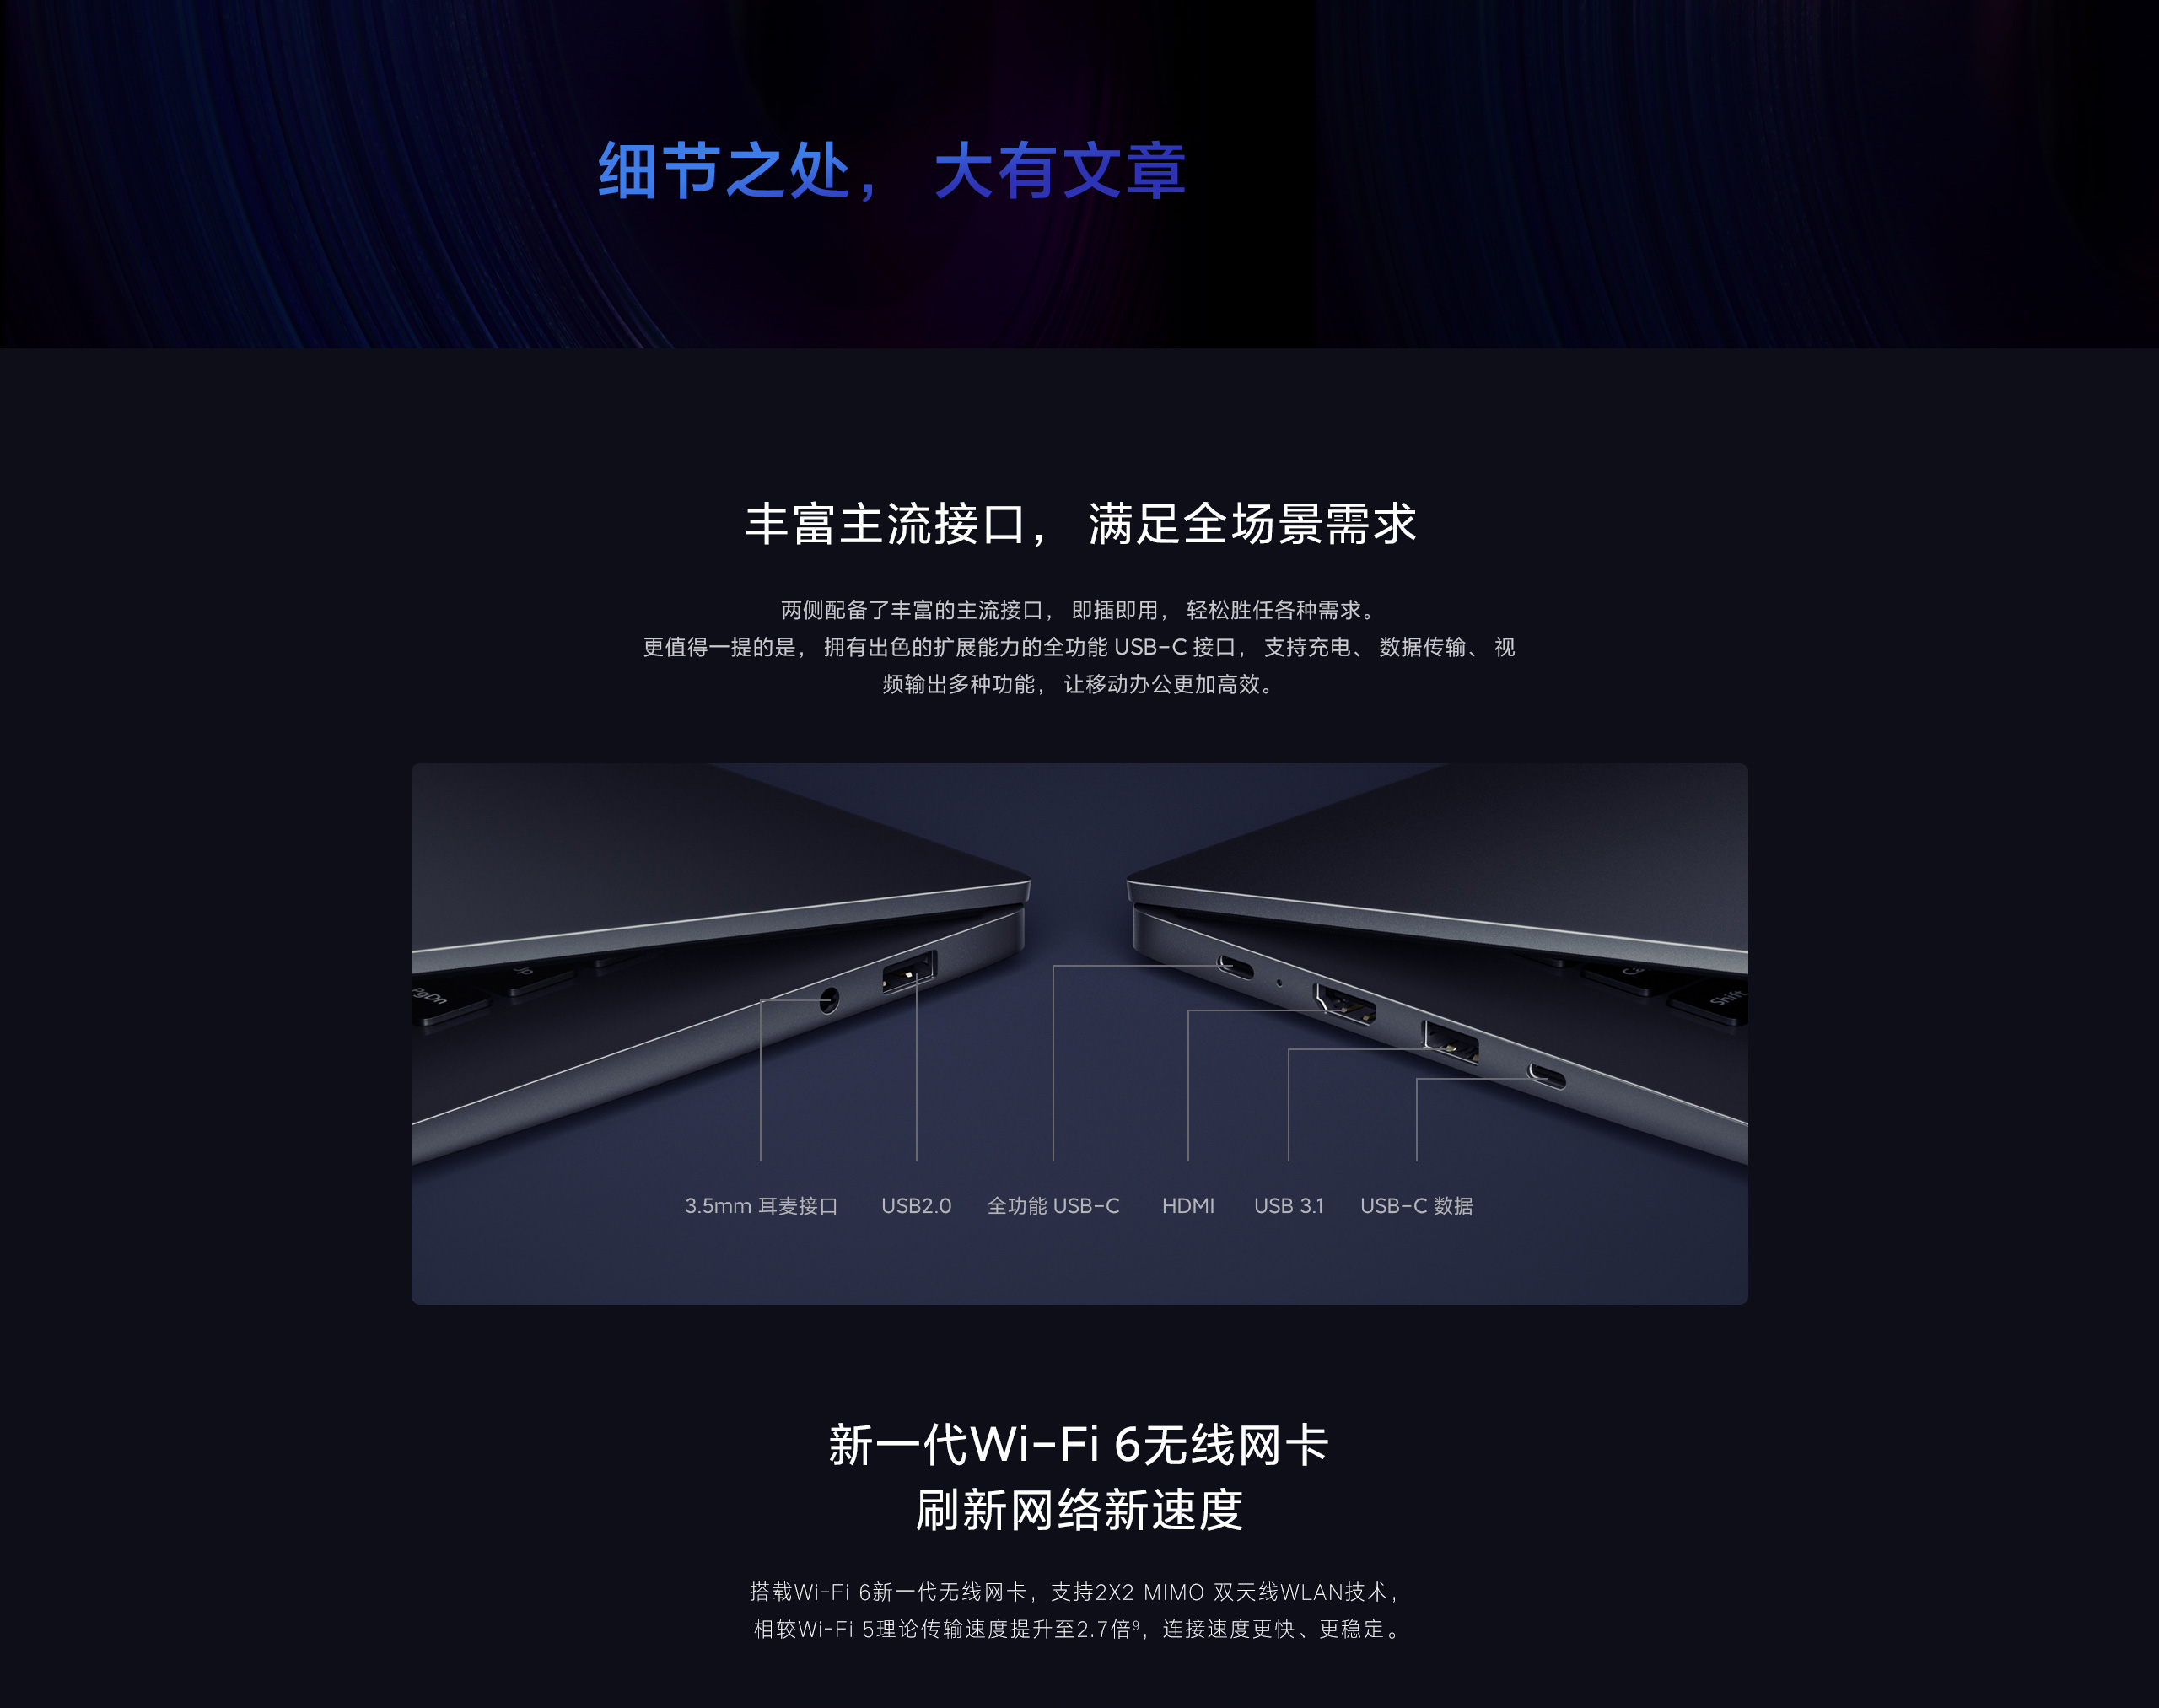 细节之处， 大有文章
丰富主流接口， 满足全场景需求
两侧配备了丰富的主流接口， 即插即用， 轻松胜任各种需求。
更值得一提的是， 拥有出色的扩展能力的全功能 USB-C 接口， 支持充电、 数据传输、 视
频输出多种功能， 让移动办公更加高效。
PgDn
Shift
3.5mm 耳麦接口
USB2.0
全功能 USB-C
HDMI
USB 3.1
USB-C 数据
新一代Wi-Fi 6无线网卡
刷新网络新速度
搭载Wi-Fi 6新一代无线网卡，支持2X2 MIMO 双天线WLAN技术，
相较Wi-Fi 5理论传输速度提升至2.7倍⁹，连接速度更快、更稳定。